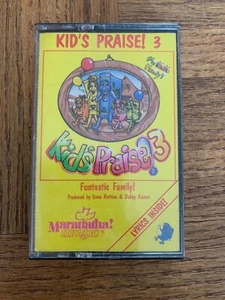 KID'S PRAISE! 3
Kids Praise! 3
Funtastic Family!
Produced by Ernie Rettino & Debby Kerner
Maranatha!
LYRICS INSIDE!